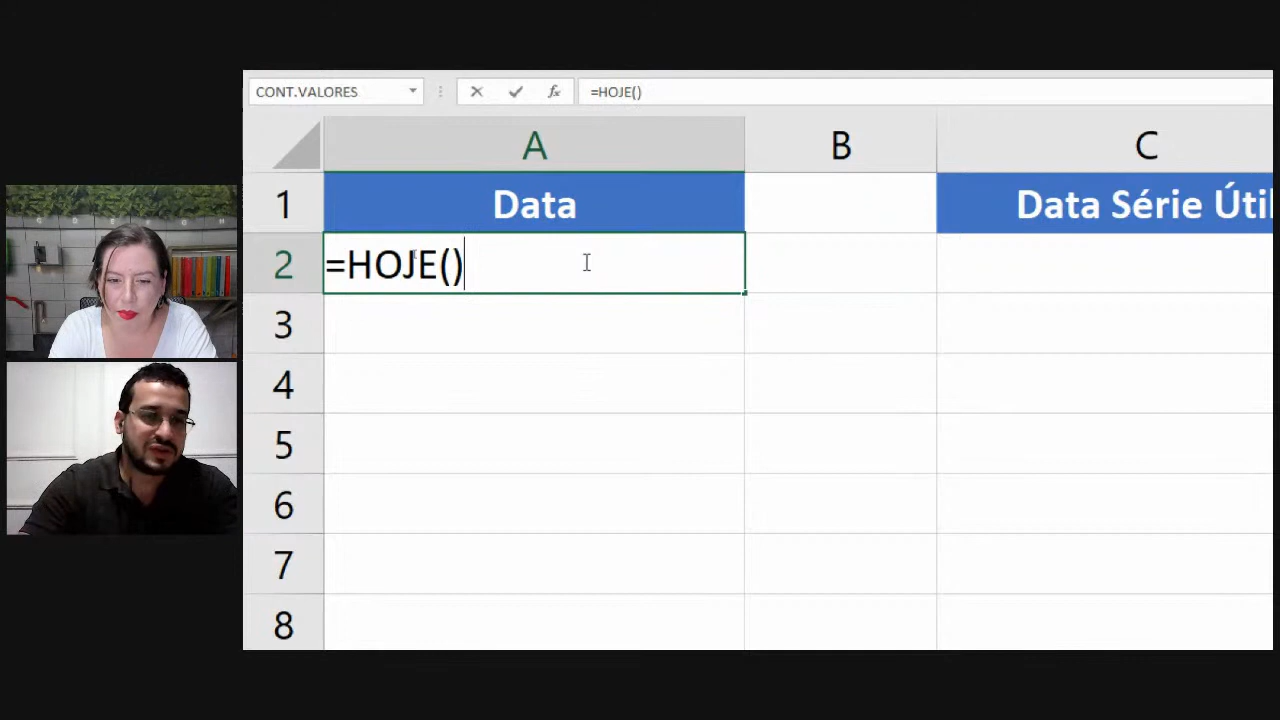 CONT.VALORES
=HOJE()
A
B
C
1
Data
Data Série Útil
2
=HOJE()
3
4
5
6
7
8